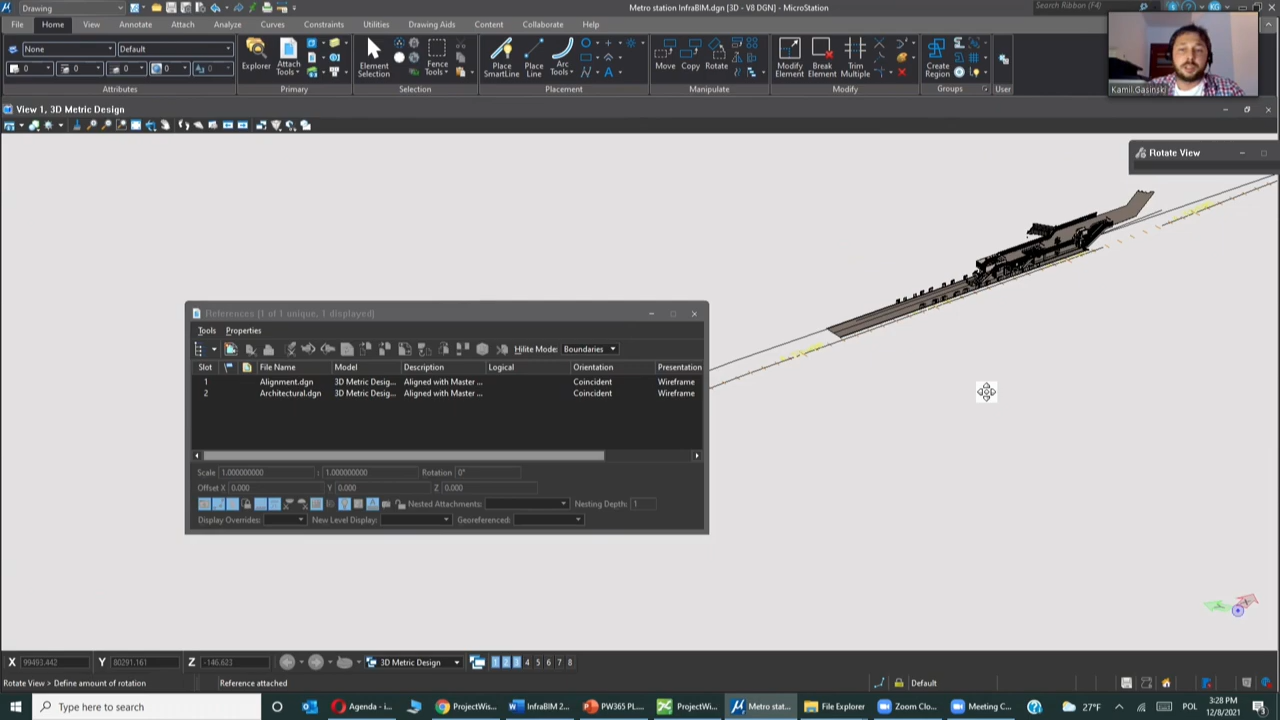 Drawing
Metro station InfraBIM.dgn [3D - V8 DGN] - MicroStation
Search Ribbon (F4)
File Home View Annotate Attach Analyze Curves Constraints Utilities Drawing Aids Content Collaborate Help
None Default
0 0 0 0 0
Attributes
Explorer Attach Tools
Primary
Element Selection Fence Tools
Selection
Place SmartLine Place Line Arc Tools
Placement
Move Copy Rotate
Manipulate
Modify Element Break Element Trim Multiple
Modify
Create Region
Groups
User
Kamil.Gasinski
View 1, 3D Metric Design
Rotate View
References (1 of 1 unique, 1 displayed)
Tools Properties
Hilite Mode: Boundaries
Slot File Name Model Description Logical Orientation Presentation
1 Alignment.dgn 3D Metric Desig... Aligned with Master ... Coincident Wireframe
2 Architectural.dgn 3D Metric Desig... Aligned with Master ... Coincident Wireframe
Scale 1.000000000 : 1.000000000 Rotation 0°
Offset X 0.000 Y 0.000 Z 0.000
Nested Attachments: Nesting Depth: 1
Display Overrides: New Level Display: Georeferenced:
X 99493.442 Y 80291.161 Z -146.623 3D Metric Design 1 2 3 4 5 6 7 8
Rotate View > Define amount of rotation Reference attached Default
Type here to search
Agenda - i... ProjectWis... InfraBIM 2... PW365 PL... ProjectWi... Metro stat... File Explorer Zoom Clo... Meeting C...
27°F POL 3:28 PM
12/8/2021